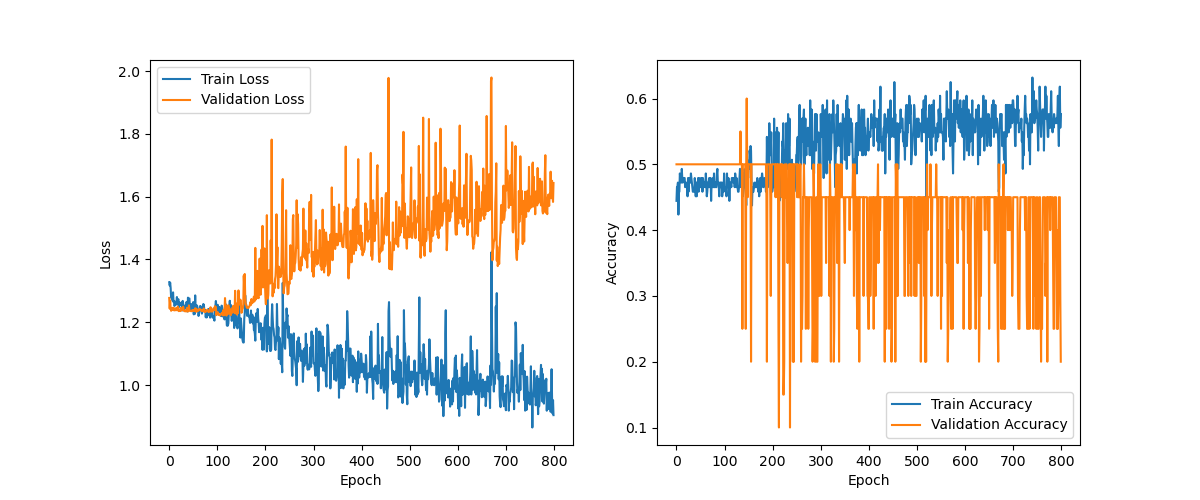 2.0
1.8
1.6
1.4
1.2
1.0
Loss
Train Loss
Validation Loss
0 100 200 300 400 500 600 700 800
Epoch
0.6
0.5
0.4
0.3
0.2
0.1
Accuracy
Train Accuracy
Validation Accuracy
0 100 200 300 400 500 600 700 800
Epoch